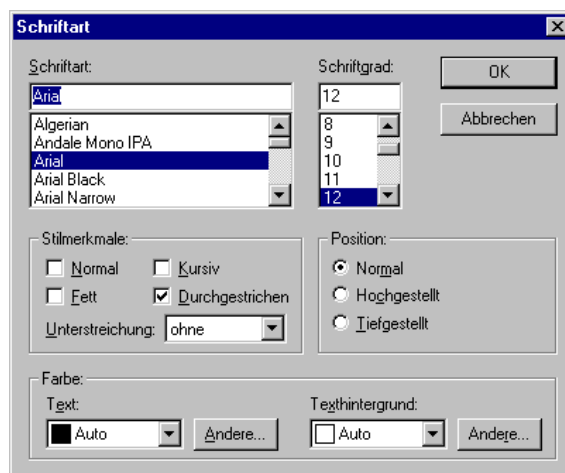 Schriftart
Schriftart: Schriftgrad:
Arial 12 OK
Algerian 8
Andale Mono IPA 9 Abbrechen
Arial 10
Arial Black 11
Arial Narrow 12
Stilmerkmale: Position:
Normal Kursiv Normal
Fett Durchgestrichen Hochgestellt
Unterstreichung: ohne Tiefgestellt
Farbe:
Text: Texthintergrund:
Auto Andere... Auto Andere...